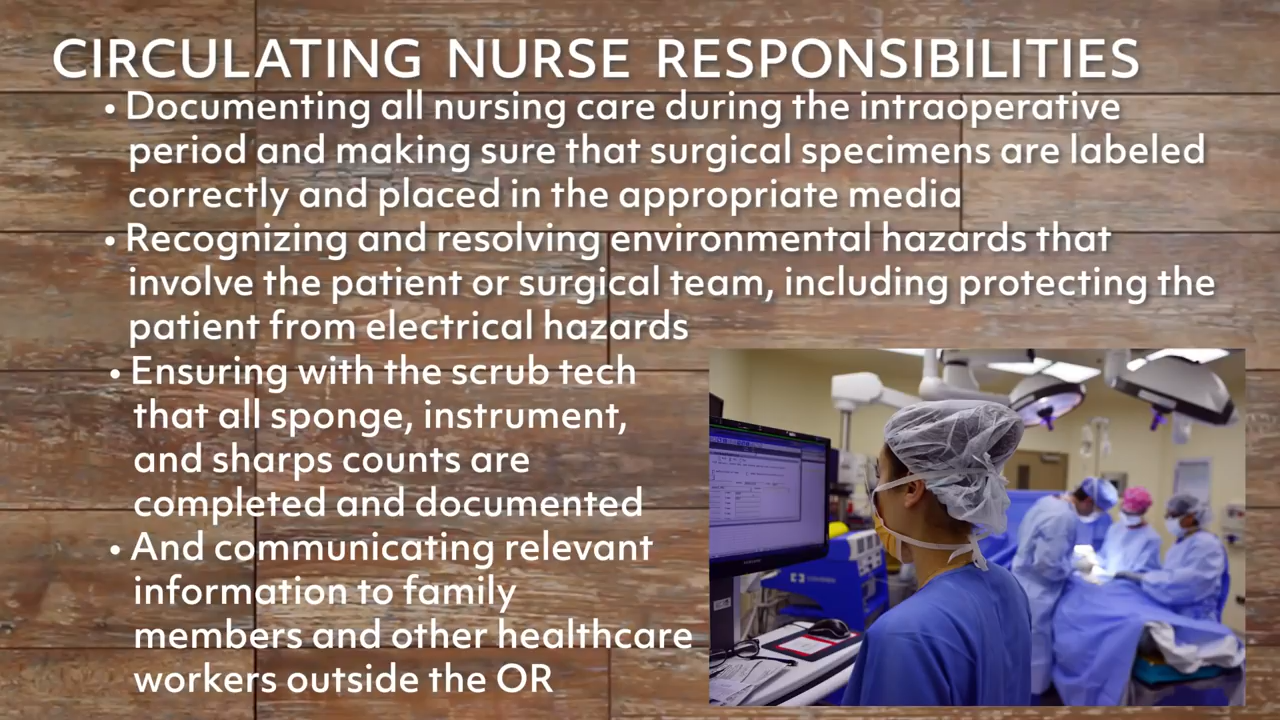 CIRCULATING NURSE RESPONSIBILITIES
• Documenting all nursing care during the intraoperative
period and making sure that surgical specimens are labeled
correctly and placed in the appropriate media
• Recognizing and resolving environmental hazards that
involve the patient or surgical team, including protecting the
patient from electrical hazards
• Ensuring with the scrub tech
that all sponge, instrument,
and sharps counts are
completed and documented
• And communicating relevant
information to family
members and other healthcare
workers outside the OR